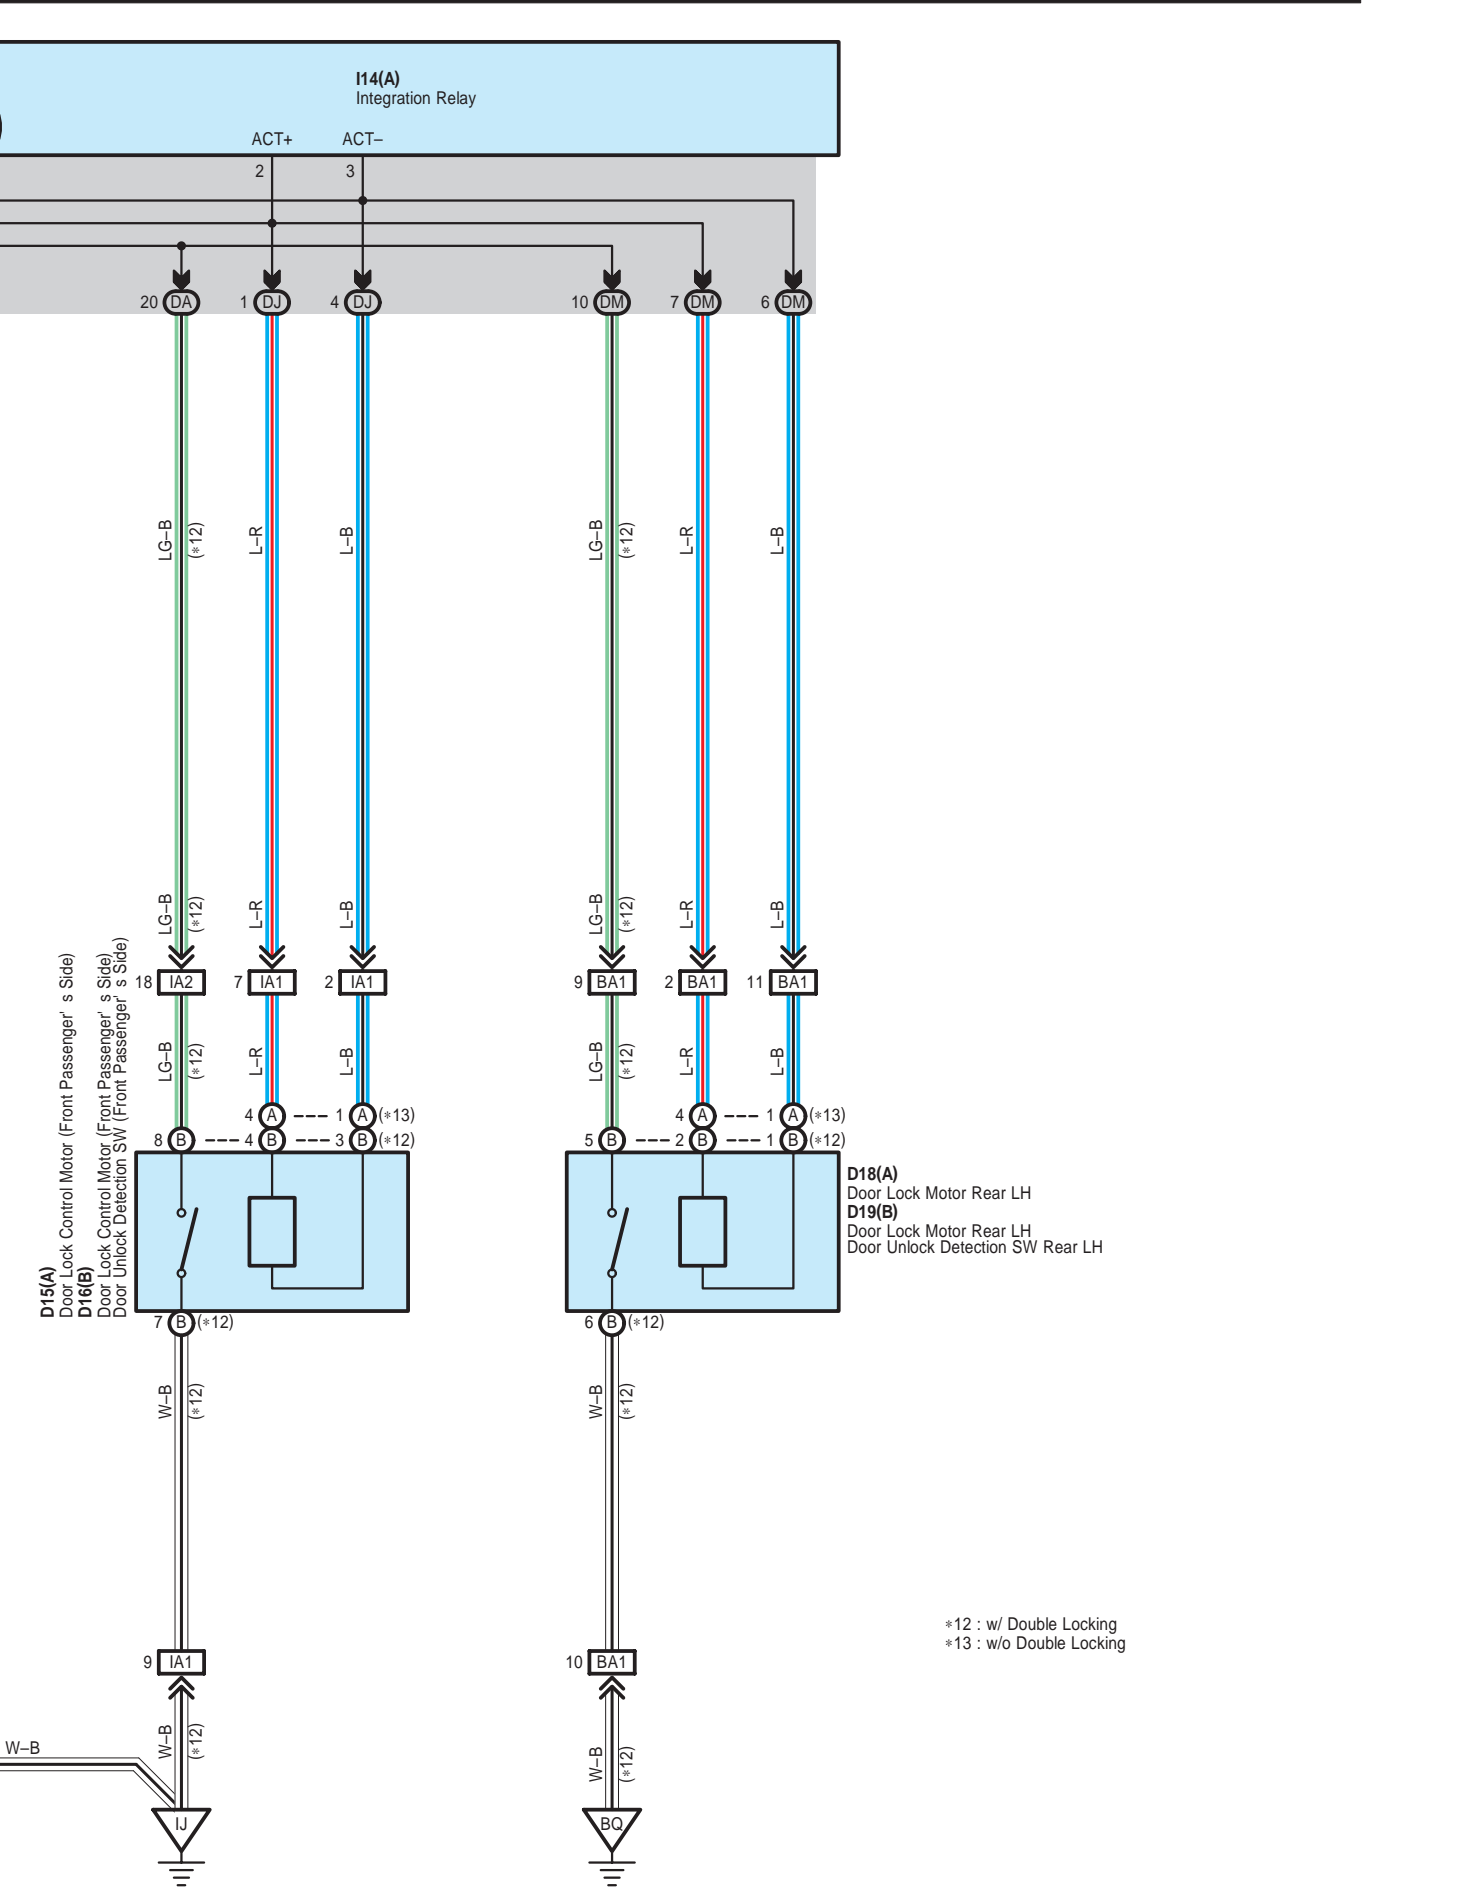 I14(A)
Integration Relay
ACT+ ACT–
2 3
20 DA 1 DJ 4 DJ 10 DM 7 DM 6 DM
LG–B (*12) L–R L–B LG–B (*12) L–R L–B
LG–B (*12) L–R L–B LG–B (*12) L–R L–B
18 IA2 7 IA1 2 IA1 9 BA1 2 BA1 11 BA1
LG–B (*12) L–R L–B LG–B (*12) L–R L–B
4 A 1 A (*13) 4 A 1 A (*13)
8 B 4 B 3 B (*12) 5 B 2 B 1 B (*12)
D15(A)
Door Lock Control Motor (Front Passenger' s Side)
D16(B)
Door Lock Control Motor (Front Passenger' s Side)
Door Unlock Detection SW (Front Passenger' s Side)
D18(A)
Door Lock Motor Rear LH
D19(B)
Door Lock Motor Rear LH
Door Unlock Detection SW Rear LH
7 B (*12) 6 B (*12)
W–B (*12) W–B (*12)
*12 : w/ Double Locking
*13 : w/o Double Locking
9 IA1 10 BA1
W–B W–B (*12) W–B (*12)
IJ BQ